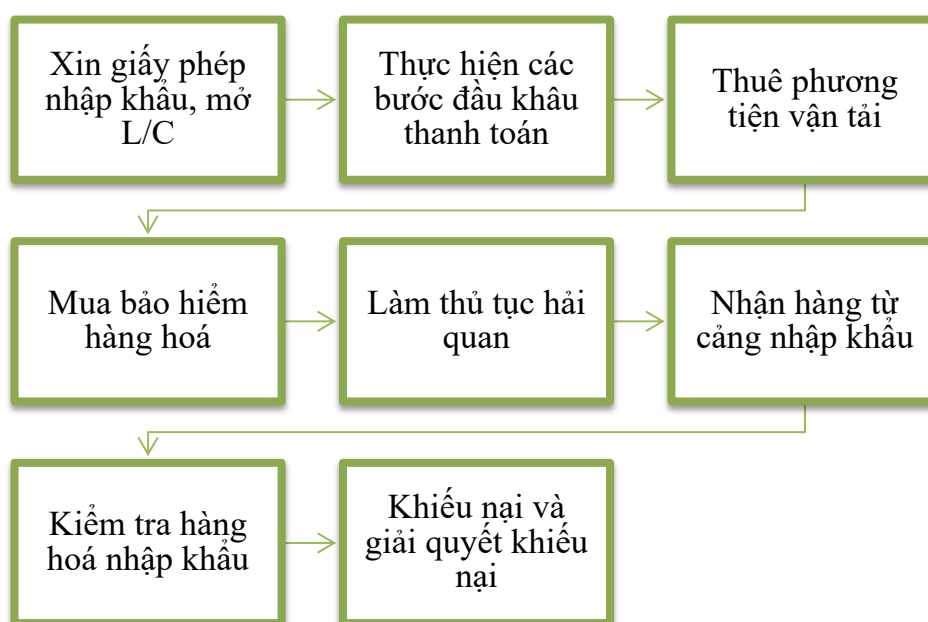 Xin giấy phép
nhập khẩu, mở
L/C
Thực hiện các
bước đầu khâu
thanh toán
Thuê phương
tiện vận tải
Mua bảo hiểm
hàng hoá
Làm thủ tục hải
quan
Nhận hàng từ
cảng nhập khẩu
Kiểm tra hàng
hoá nhập khẩu
Khiếu nại và
giải quyết khiếu
nại